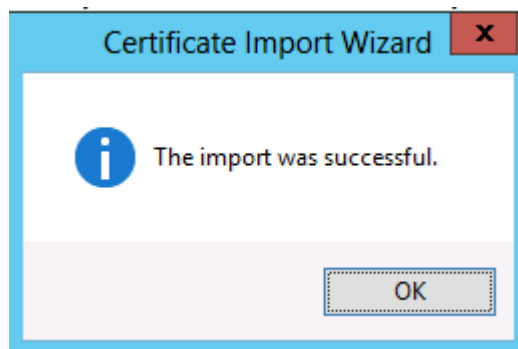 Certificate Import Wizard
x
The import was successful.
OK